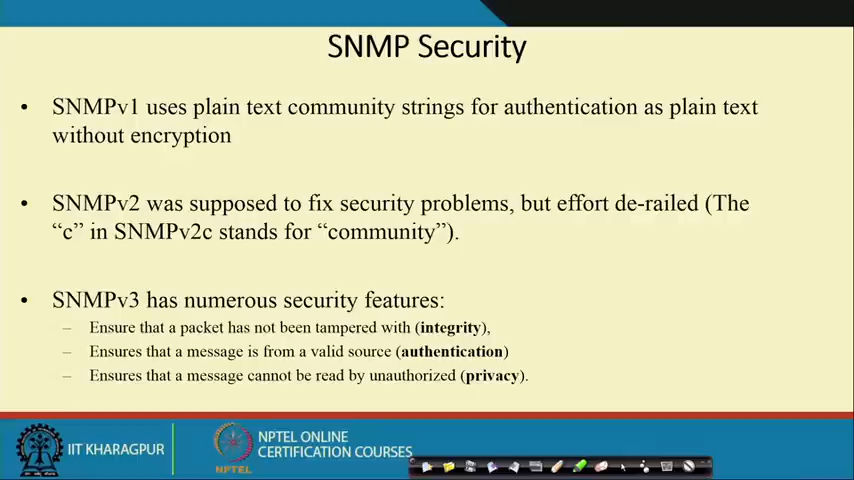 SNMP Security
• SNMPv1 uses plain text community strings for authentication as plain text
without encryption
• SNMPv2 was supposed to fix security problems, but effort de-railed (The
“c” in SNMPv2c stands for “community”).
• SNMPv3 has numerous security features:
– Ensure that a packet has not been tampered with (integrity),
– Ensures that a message is from a valid source (authentication)
– Ensures that a message cannot be read by unauthorized (privacy).
IIT KHARAGPUR
NPTEL
NPTEL ONLINE
CERTIFICATION COURSES